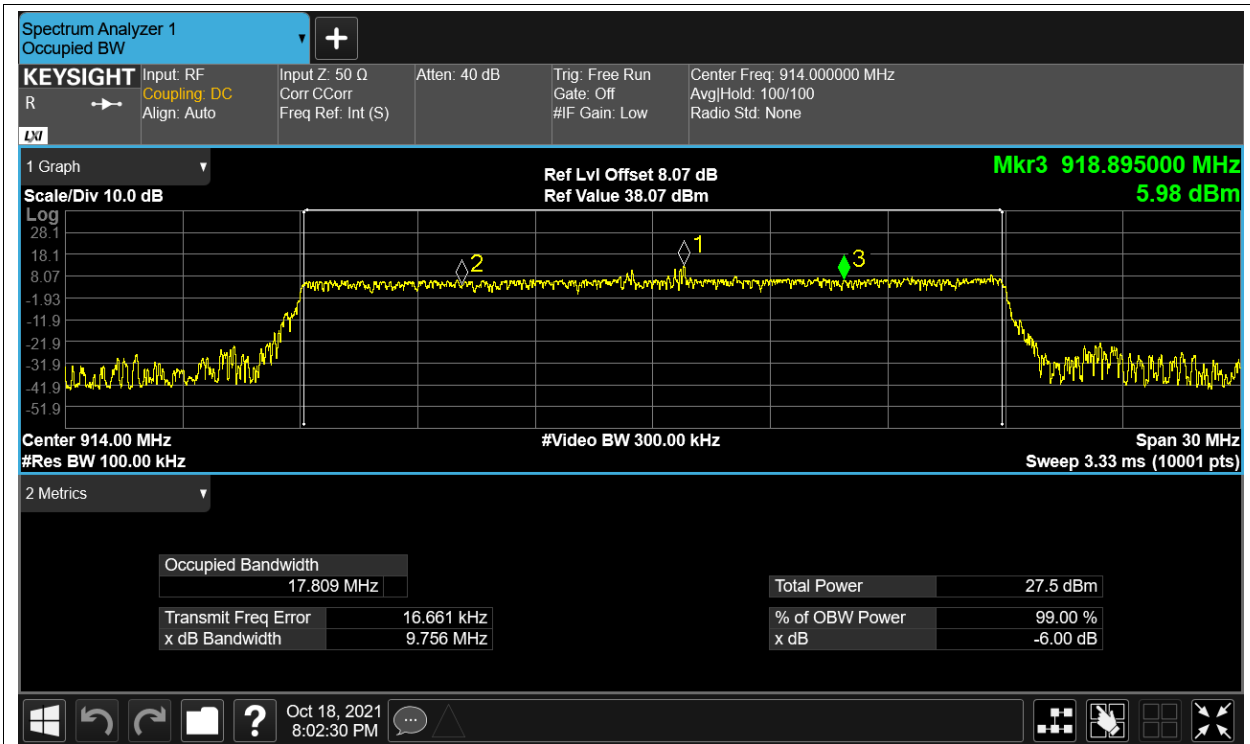 Spectrum Analyzer 1
Occupied BW
KEYSIGHT
R
LXI
Input: RF
Coupling: DC
Align: Auto
Input Z: 50 Ω
Corr CCorr
Freq Ref: Int (S)
Atten: 40 dB
Trig: Free Run
Gate: Off
#IF Gain: Low
Center Freq: 914.000000 MHz
Avg|Hold: 100/100
Radio Std: None
1 Graph
Scale/Div 10.0 dB
Ref Lvl Offset 8.07 dB
Ref Value 38.07 dBm
Mkr3 918.895000 MHz
5.98 dBm
Log
28.1
18.1
8.07
-1.93
-11.9
-21.9
-31.9
-41.9
-51.9
2
1
3
Center 914.00 MHz
#Video BW 300.00 kHz
Span 30 MHz
#Res BW 100.00 kHz
Sweep 3.33 ms (10001 pts)
2 Metrics
Occupied Bandwidth
17.809 MHz
Total Power 27.5 dBm
Transmit Freq Error 16.661 kHz
% of OBW Power 99.00 %
x dB Bandwidth 9.756 MHz
x dB -6.00 dB
?
Oct 18, 2021
8:02:30 PM